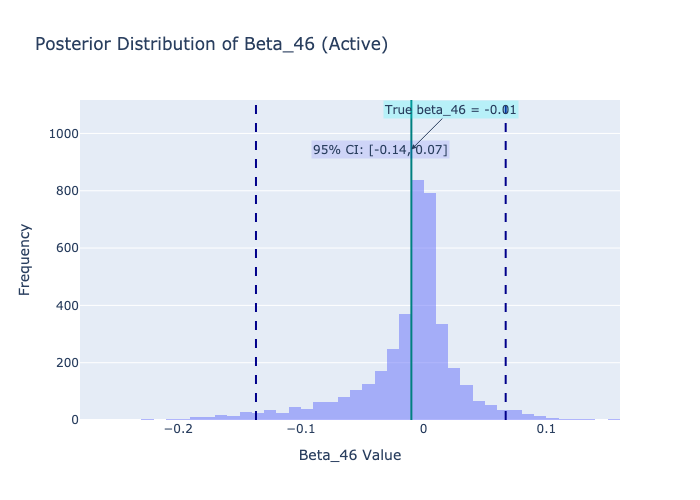 Posterior Distribution of Beta_46 (Active)
True beta_46 = -0.01
95% CI: [-0.14, 0.07]
1000
800
600
400
200
0
Frequency
−0.2
−0.1
0
0.1
Beta_46 Value